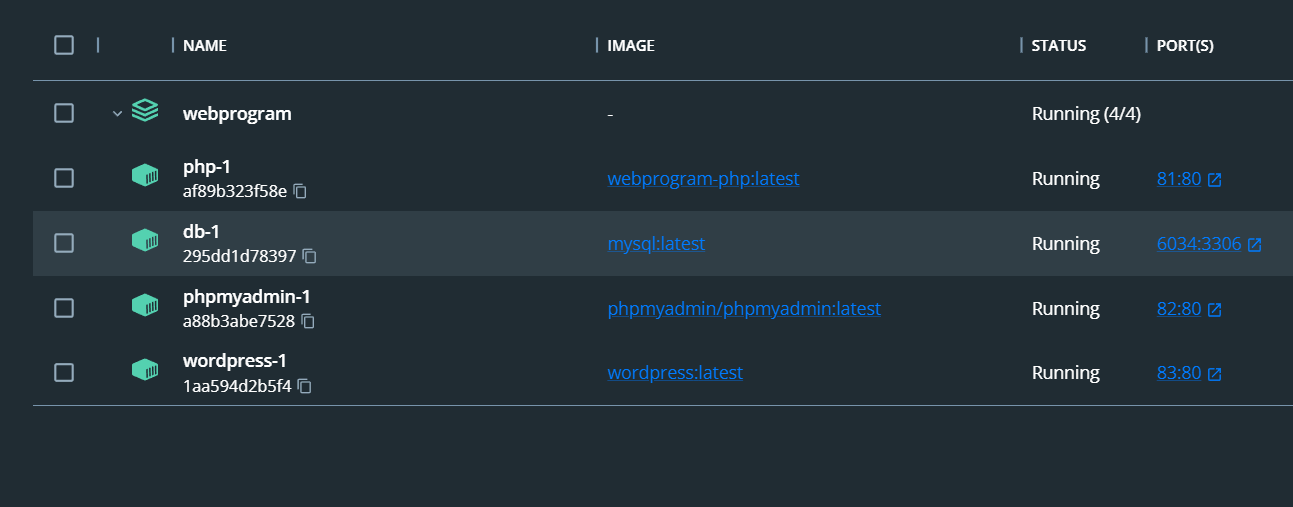 NAME IMAGE STATUS PORT(S)
webprogram - Running (4/4)
php-1
af89b323f58e webprogram-php:latest Running 81:80
db-1
295dd1d78397 mysql:latest Running 6034:3306
phpmyadmin-1
a88b3abe7528 phpmyadmin/phpmyadmin:latest Running 82:80
wordpress-1
1aa594d2b5f4 wordpress:latest Running 83:80